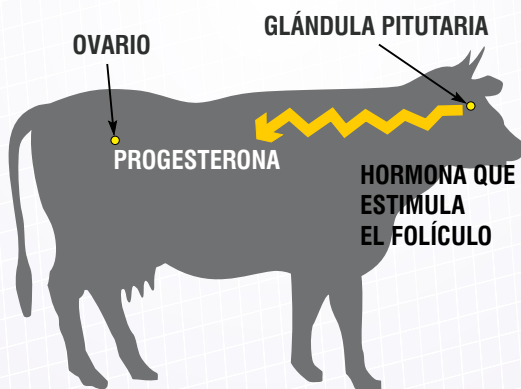 GLÁNDULA PITUTARIA
OVARIO
PROGESTERONA
HORMONA QUE
ESTIMULA
EL FOLÍCULO